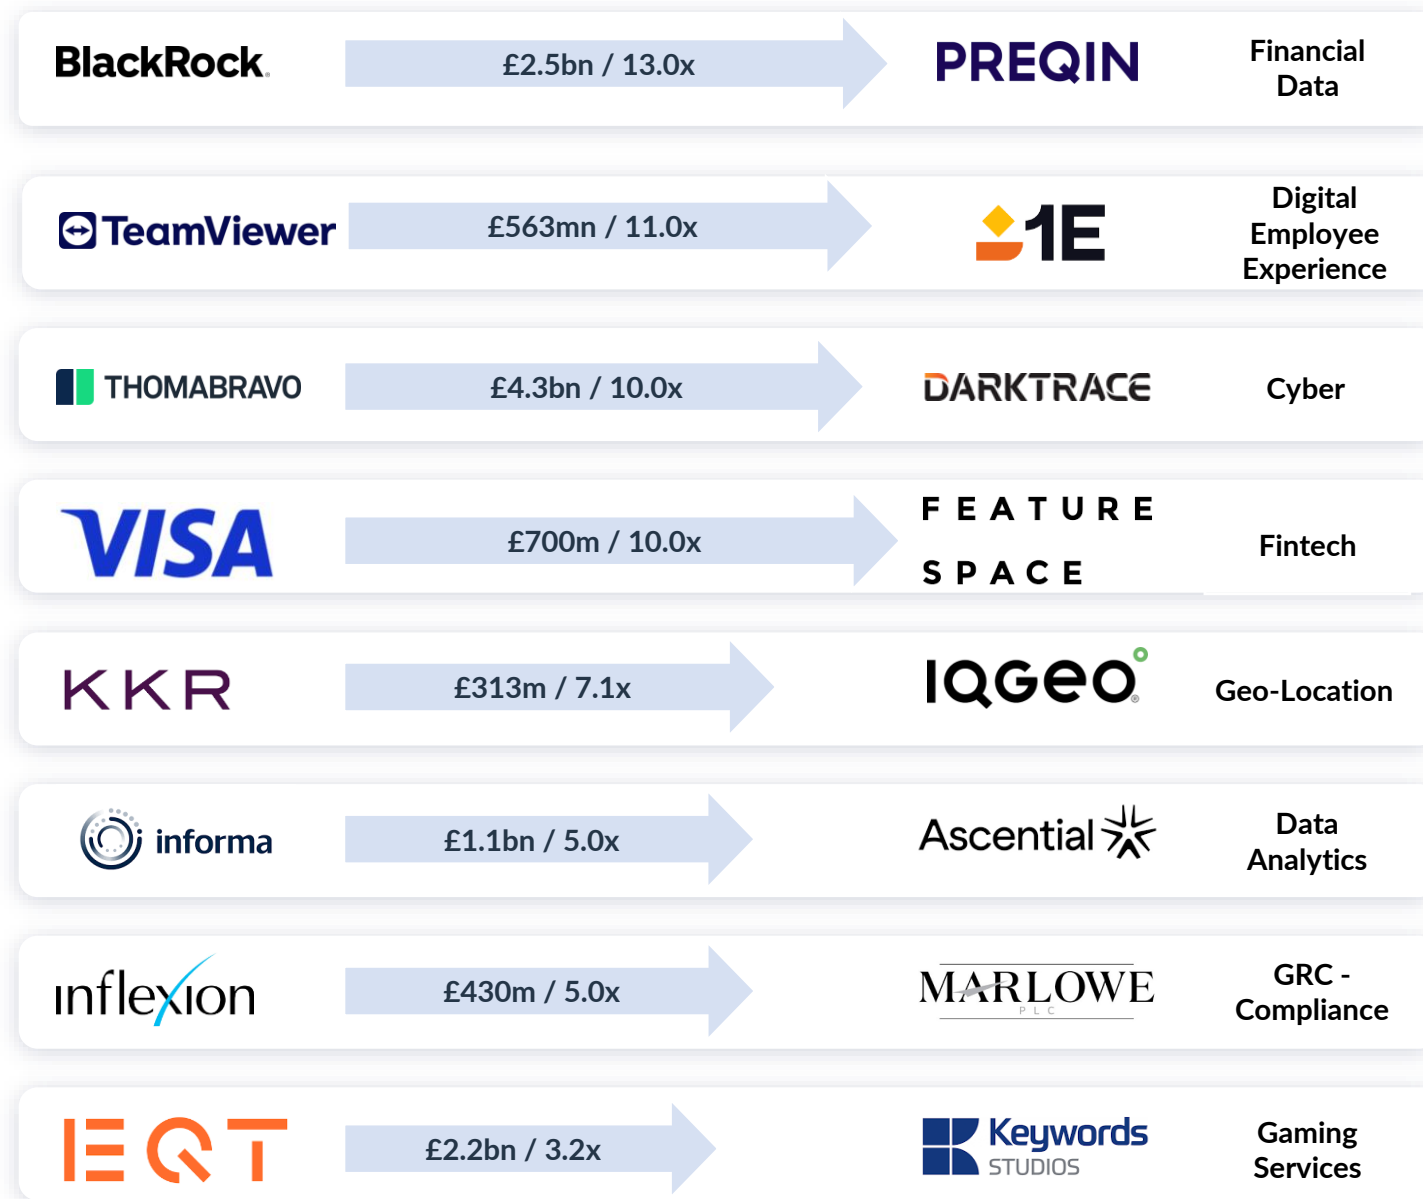 BlackRock.
£2.5bn / 13.0x
PREQIN
Financial
Data
TeamViewer
£563mn / 11.0x
1E
Digital
Employee
Experience
THOMABRAVO
£4.3bn / 10.0x
DARKTRACE
Cyber
VISA
£700m / 10.0x
FEATURE
SPACE
Fintech
KKR
£313m / 7.1x
IQGeo®
Geo-Location
informa
£1.1bn / 5.0x
Ascential
Data
Analytics
inflexion
£430m / 5.0x
MARLOWE
PLC
GRC -
Compliance
EQT
£2.2bn / 3.2x
Keywords
STUDIOS
Gaming
Services